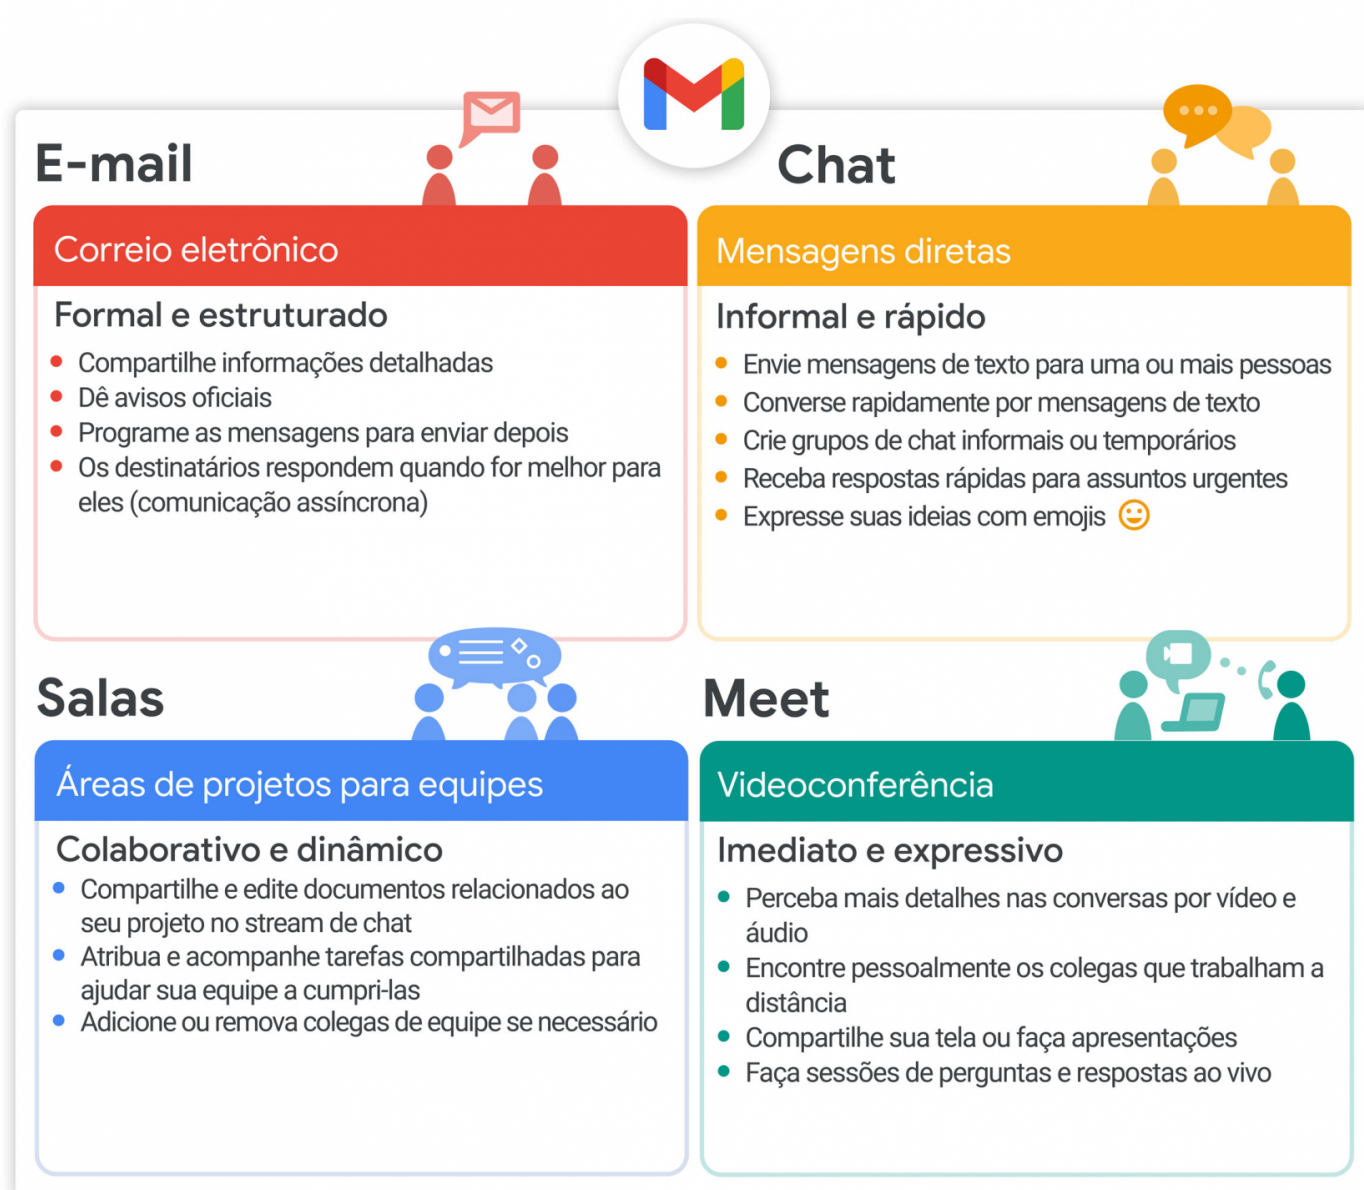 E-mail
Correio eletrônico
Formal e estruturado
Compartilhe informações detalhadas
Dê avisos oficiais
Programe as mensagens para enviar depois
Os destinatários respondem quando for melhor para
eles (comunicação assíncrona)
Chat
Mensagens diretas
Informal e rápido
Envie mensagens de texto para uma ou mais pessoas
Converse rapidamente por mensagens de texto
Crie grupos de chat informais ou temporários
Receba respostas rápidas para assuntos urgentes
Expresse suas ideias com emojis
Salas
Áreas de projetos para equipes
Colaborativo e dinâmico
Compartilhe e edite documentos relacionados ao
seu projeto no stream de chat
Atribua e acompanhe tarefas compartilhadas para
ajudar sua equipe a cumpri-las
Adicione ou remova colegas de equipe se necessário
Meet
Videoconferência
Imediato e expressivo
Perceba mais detalhes nas conversas por vídeo e
áudio
Encontre pessoalmente os colegas que trabalham a
distância
Compartilhe sua tela ou faça apresentações
Faça sessões de perguntas e respostas ao vivo